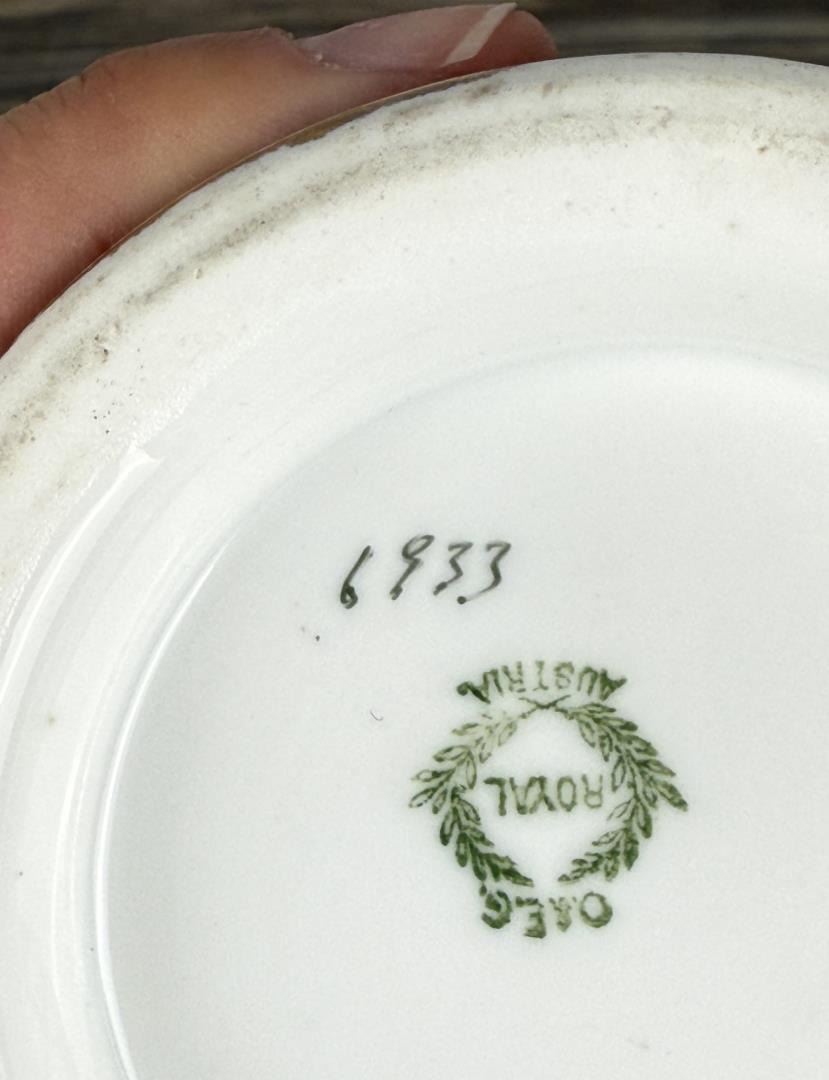 6933
O.&E.G.
ROYAL
AUSTRIA